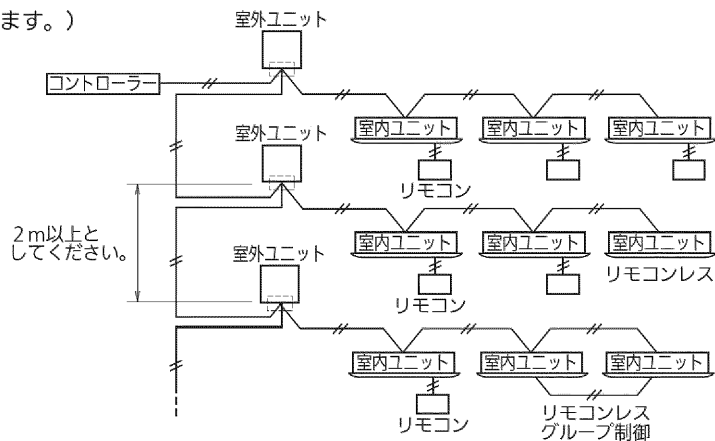 ます。）
室外ユニット
コントローラー
室内ユニット
室内ユニット
室内ユニット
リモコン
室外ユニット
2m以上と
してください。
室内ユニット
室内ユニット
室内ユニット
リモコン
リモコンレス
室外ユニット
室内ユニット
室内ユニット
室内ユニット
リモコン
リモコンレス
グループ制御